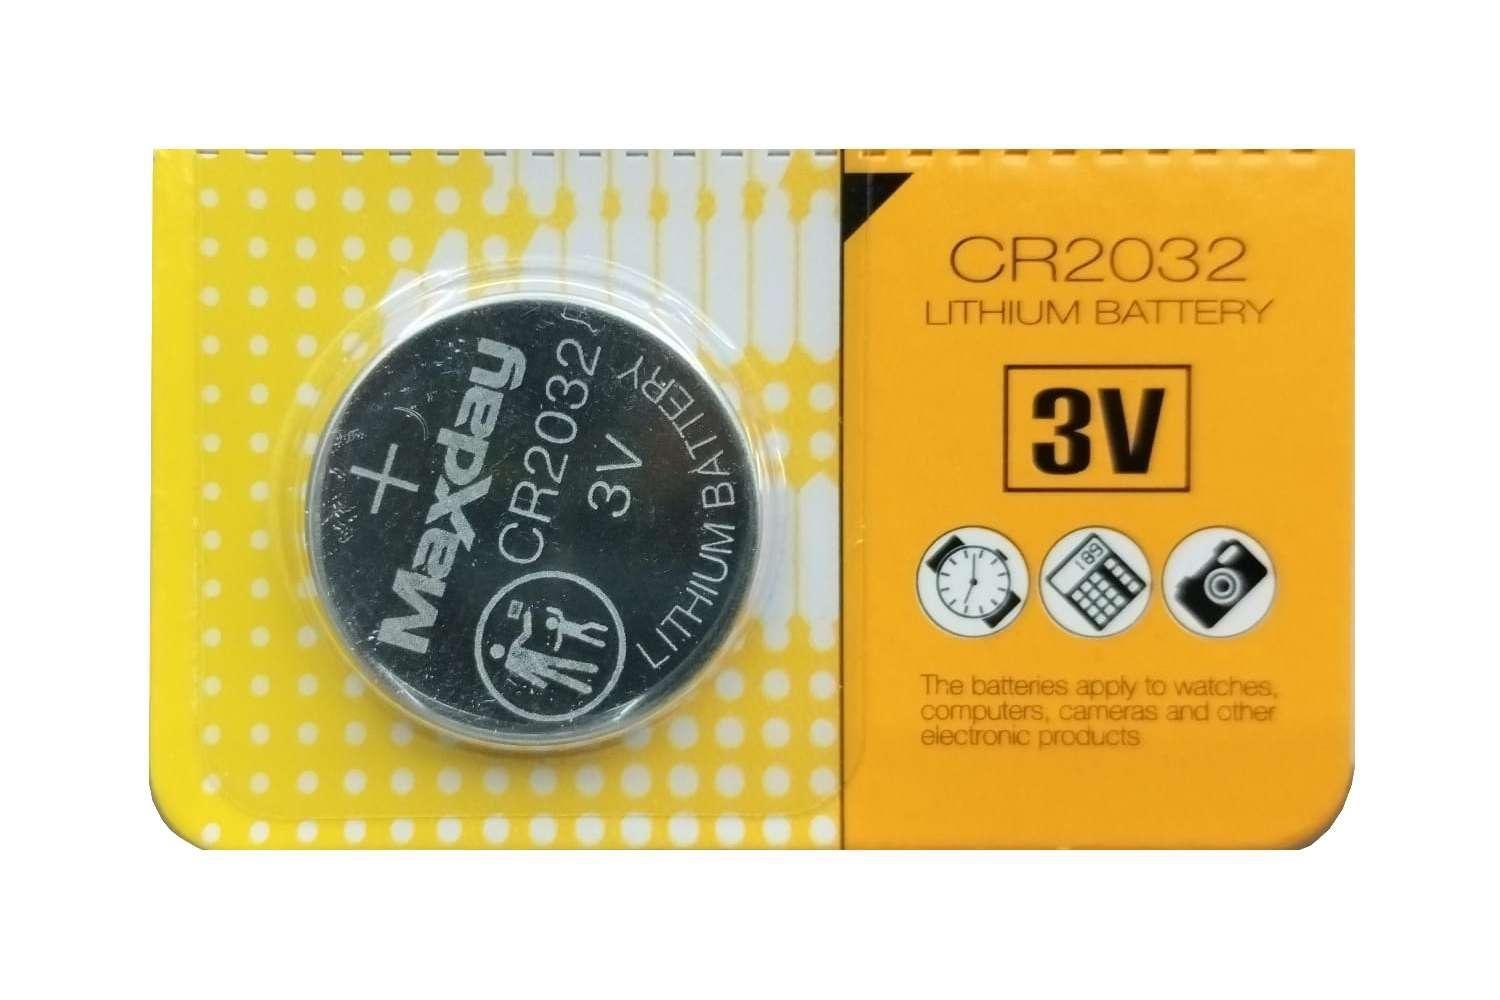 Maxday
CR2032
3V
LITHIUM BATTERY
CR2032
LITHIUM BATTERY
3V
The batteries apply to watches,
computers, cameras and other
electronic products